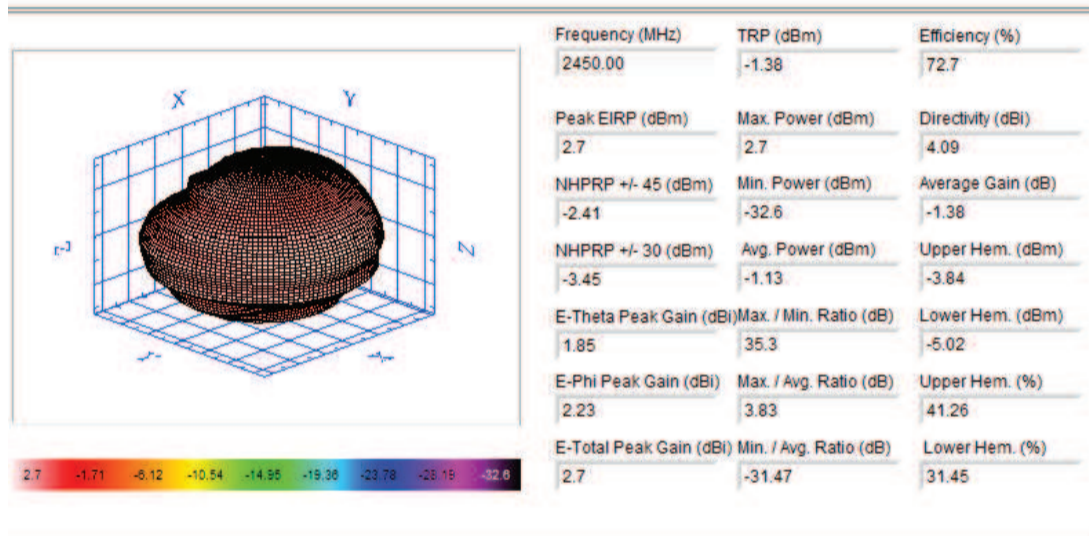 Frequency (MHz) TRP (dBm) Efficiency (%)
2450.00 -1.38 72.7
X Y
Peak EIRP (dBm) Max. Power (dBm) Directivity (dBi)
2.7 2.7 4.09
NHPRP +/- 45 (dBm) Min. Power (dBm) Average Gain (dB)
-2.41 -32.6 -1.38
NHPRP +/- 30 (dBm) Avg. Power (dBm) Upper Hem. (dBm)
Z
-3.45 -1.13 -3.84
E-Theta Peak Gain (dBi) Max. / Min. Ratio (dB) Lower Hem. (dBm)
1.85 35.3 -5.02
E-Phi Peak Gain (dBi) Max. / Avg. Ratio (dB) Upper Hem. (%)
2.23 3.83 41.26
E-Total Peak Gain (dBi) Min. / Avg. Ratio (dB) Lower Hem. (%)
2.7 -1.71 -6.12 -10.54 -14.95 -19.36 -23.78 -28.19 -32.6
2.7 -31.47 31.45